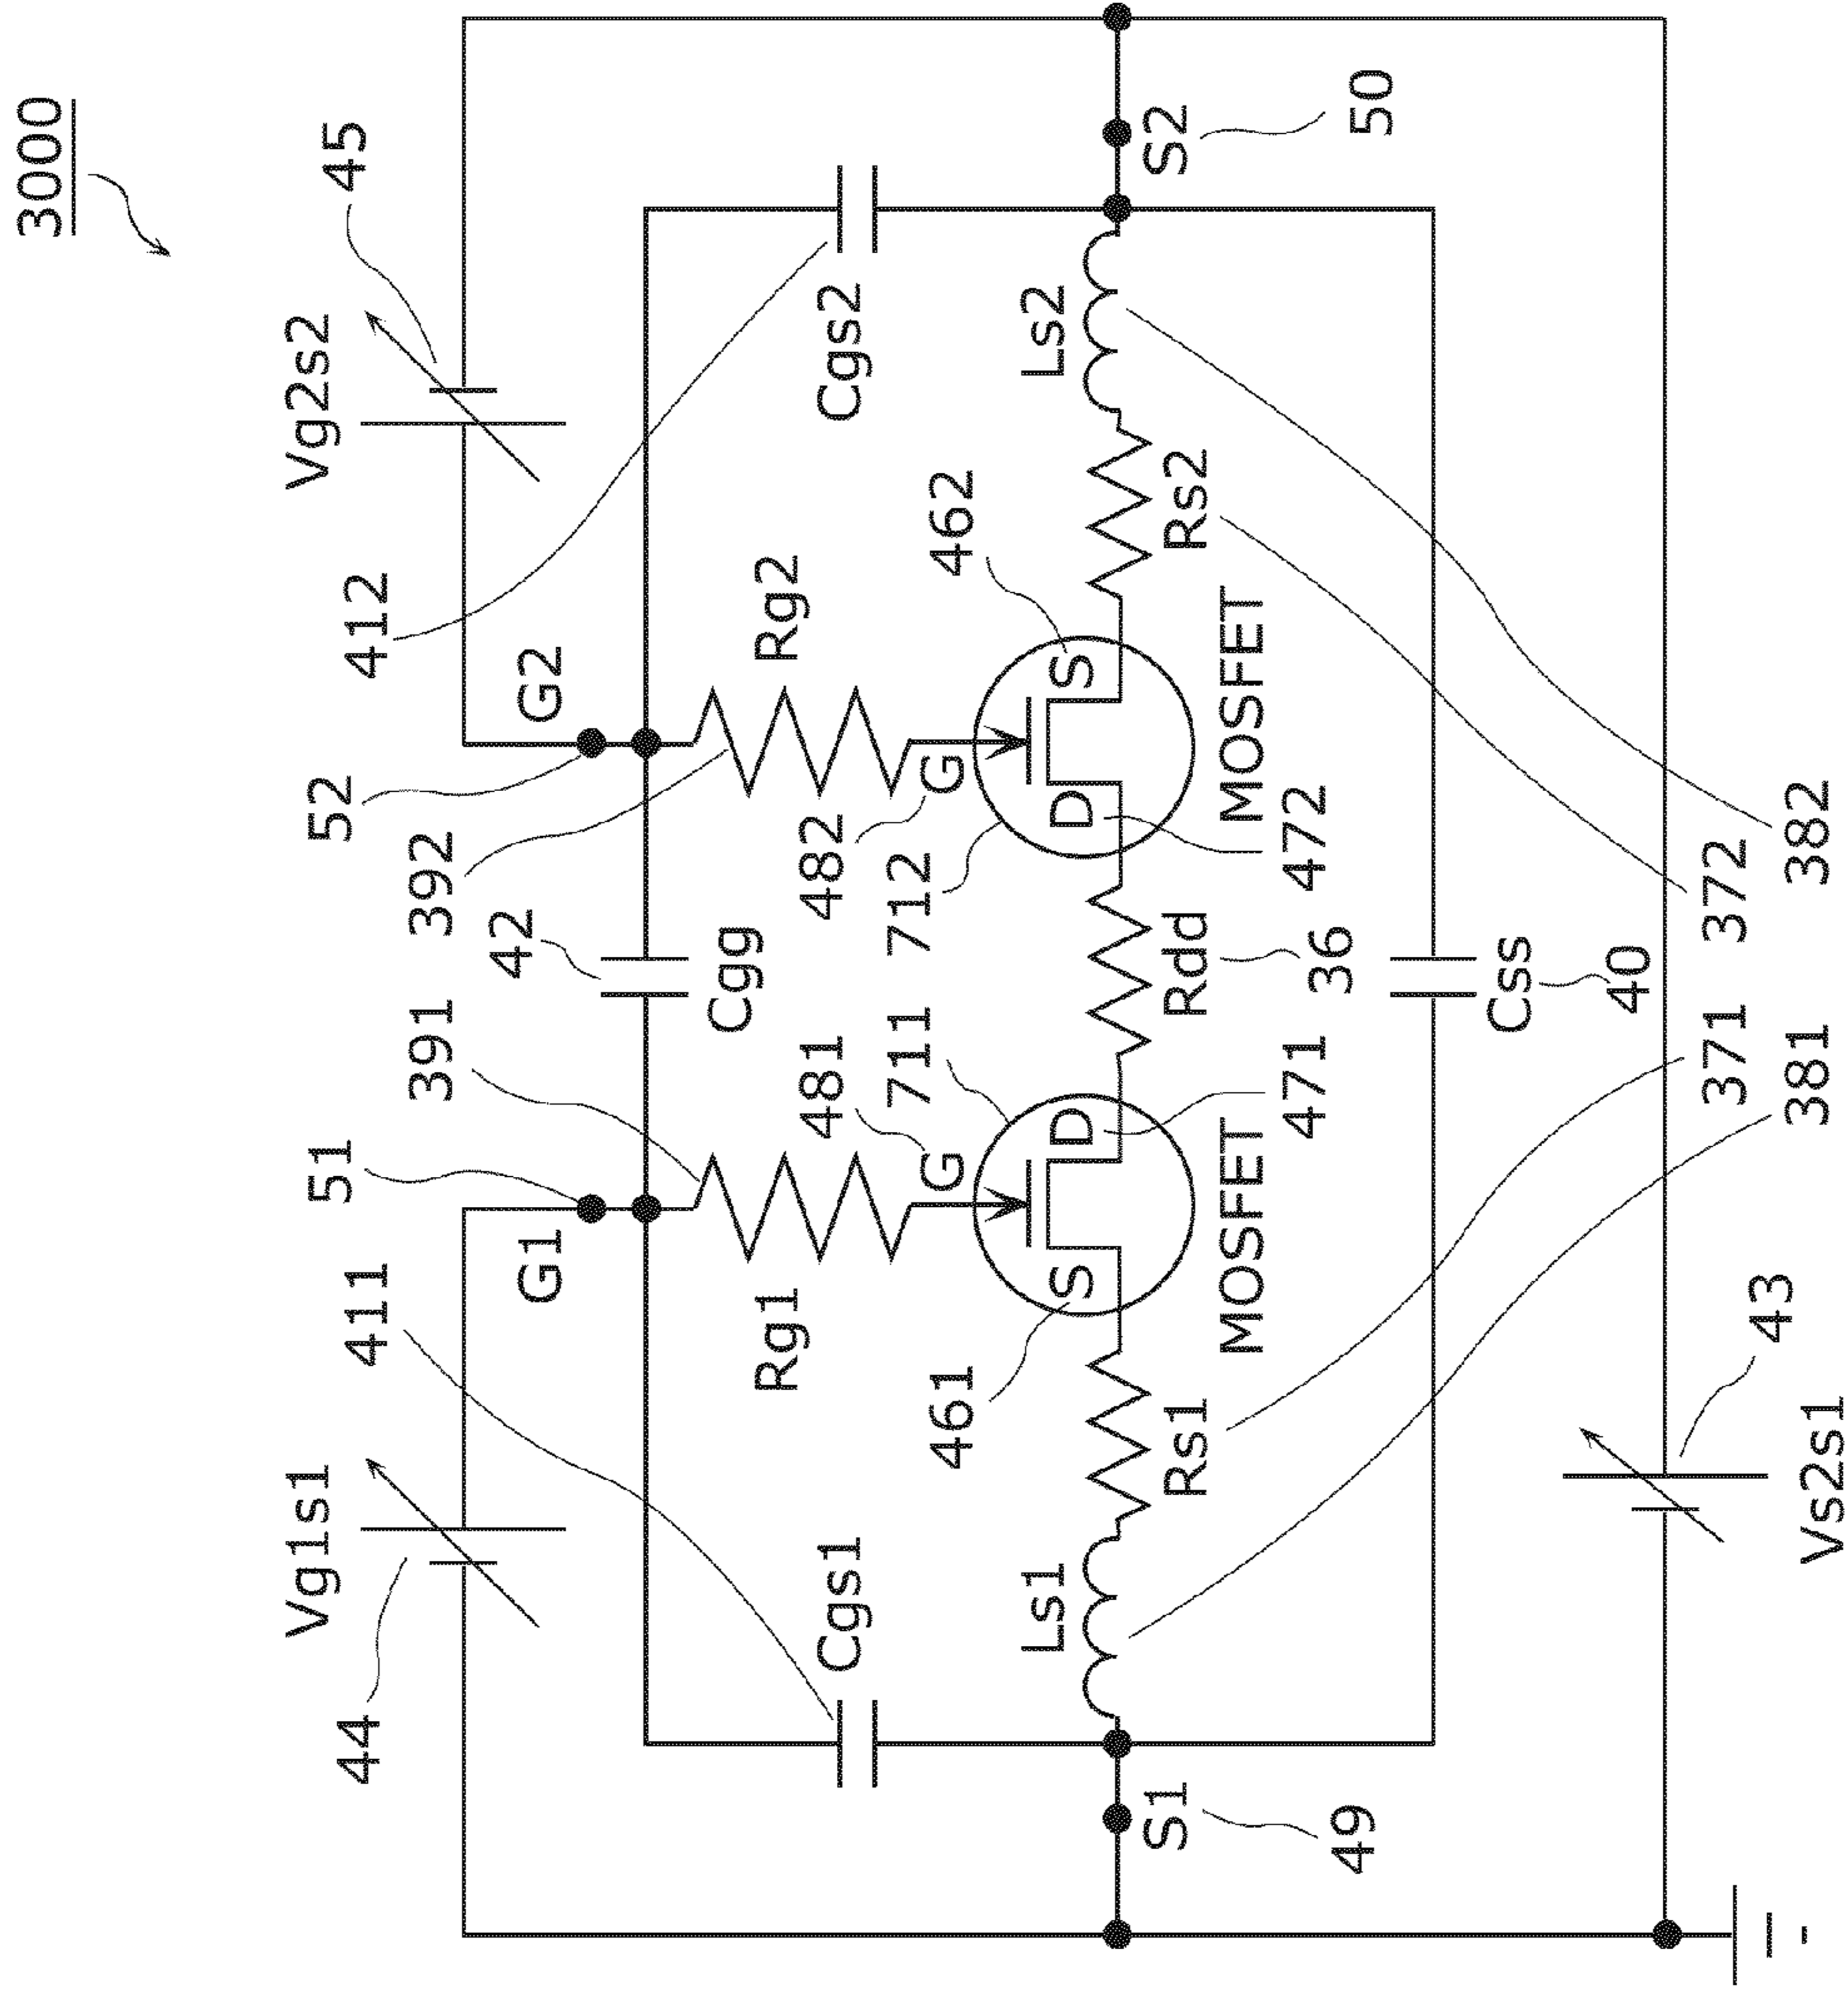 3000
Vg1s1
Vg2s2
44
51
52
45
411
412
391
392
42
G1
G2
Cgg
Rg1
Rg2
481
482
Cgs1
Cgs2
711
712
G
G
461
462
Ls1
S
D
D
S
Ls2
S1
Rs1
Rdd
Rs2
S2
MOSFET
MOSFET
471
472
49
36
50
Css
40
371
372
43
381
382
Vs2s1